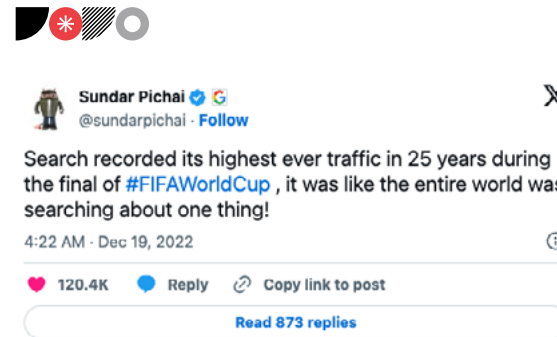 Sundar Pichai
@sundarpichai · Follow
Search recorded its highest ever traffic in 25 years during
the final of #FIFAWorldCup , it was like the entire world was
searching about one thing!
4:22 AM · Dec 19, 2022
120.4K Reply Copy link to post
Read 873 replies